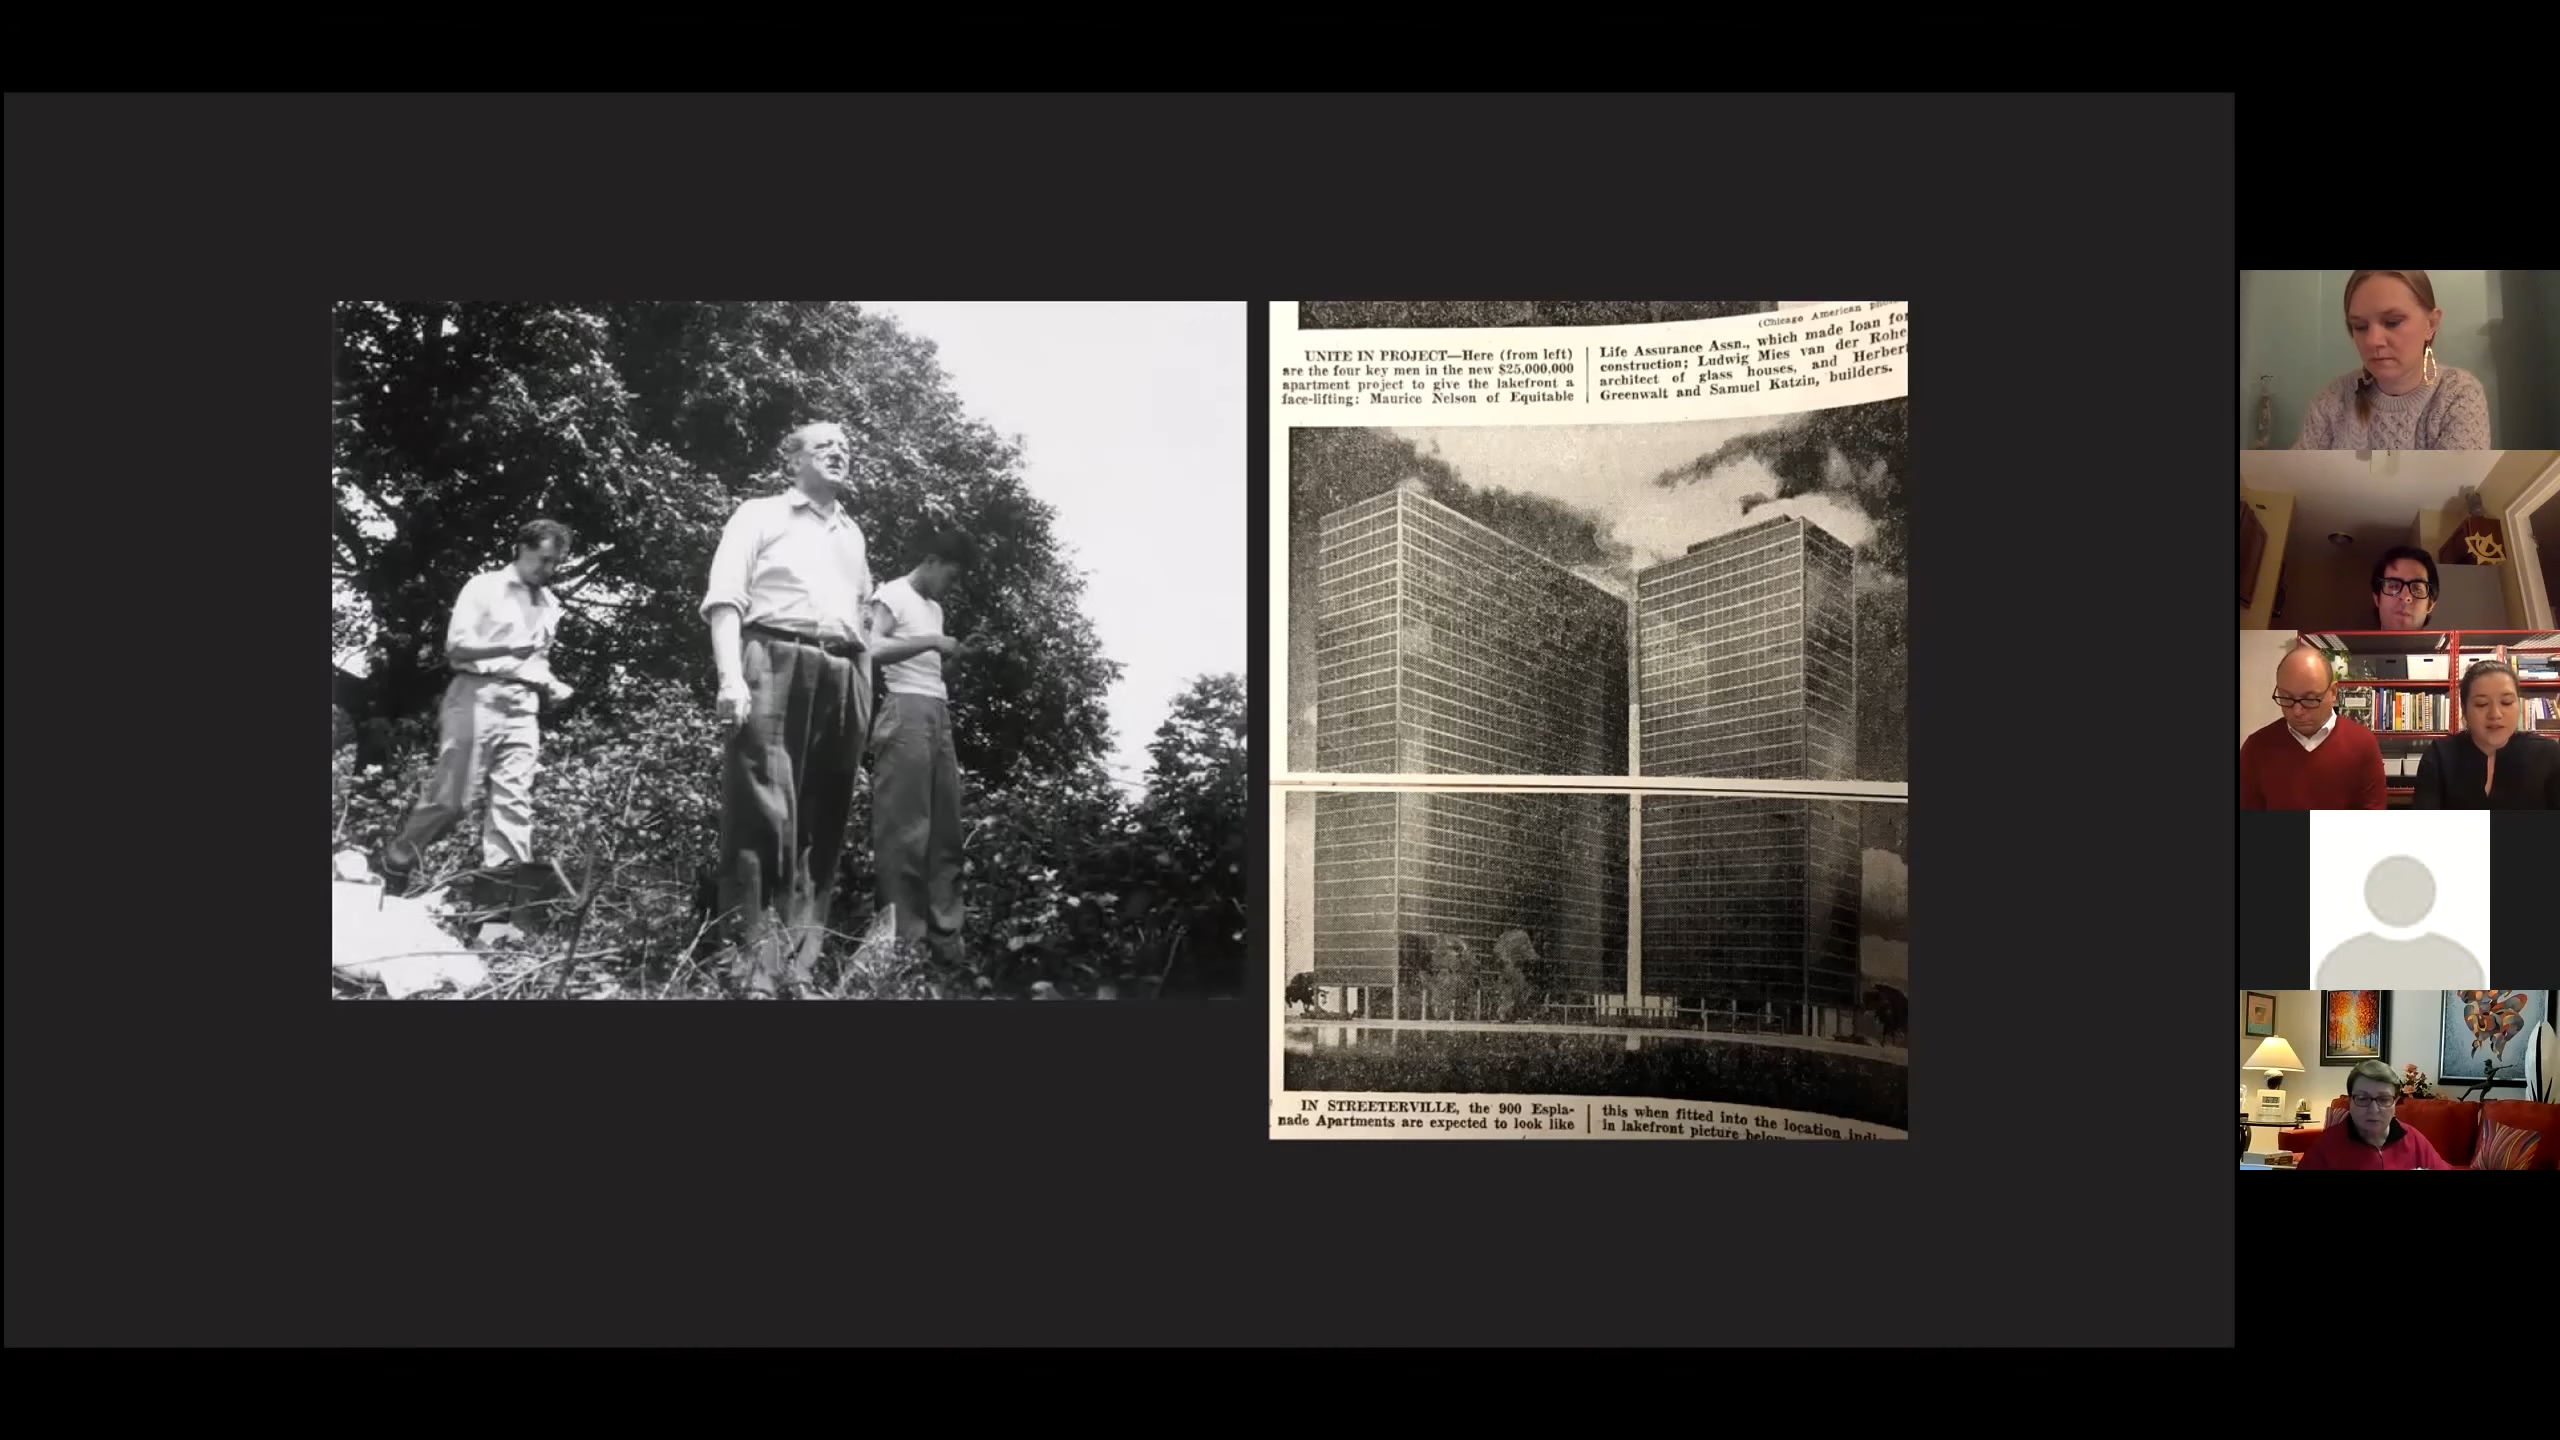 (Chicago American
UNITE IN PROJECT—Here (from left)
are the four key men in the new $25,000,000
apartment project to give the lakefront a
face-lifting: Maurice Nelson of Equitable
Life Assurance Assn., which made loan for
construction; Ludwig Mies van der Rohe
architect of glass houses, and Herbert
Greenwalt and Samuel Katzin, builders.
IN STREETERVILLE, the 900 Espla-
nade Apartments are expected to look like
this when fitted into the location
in lakefront picture below